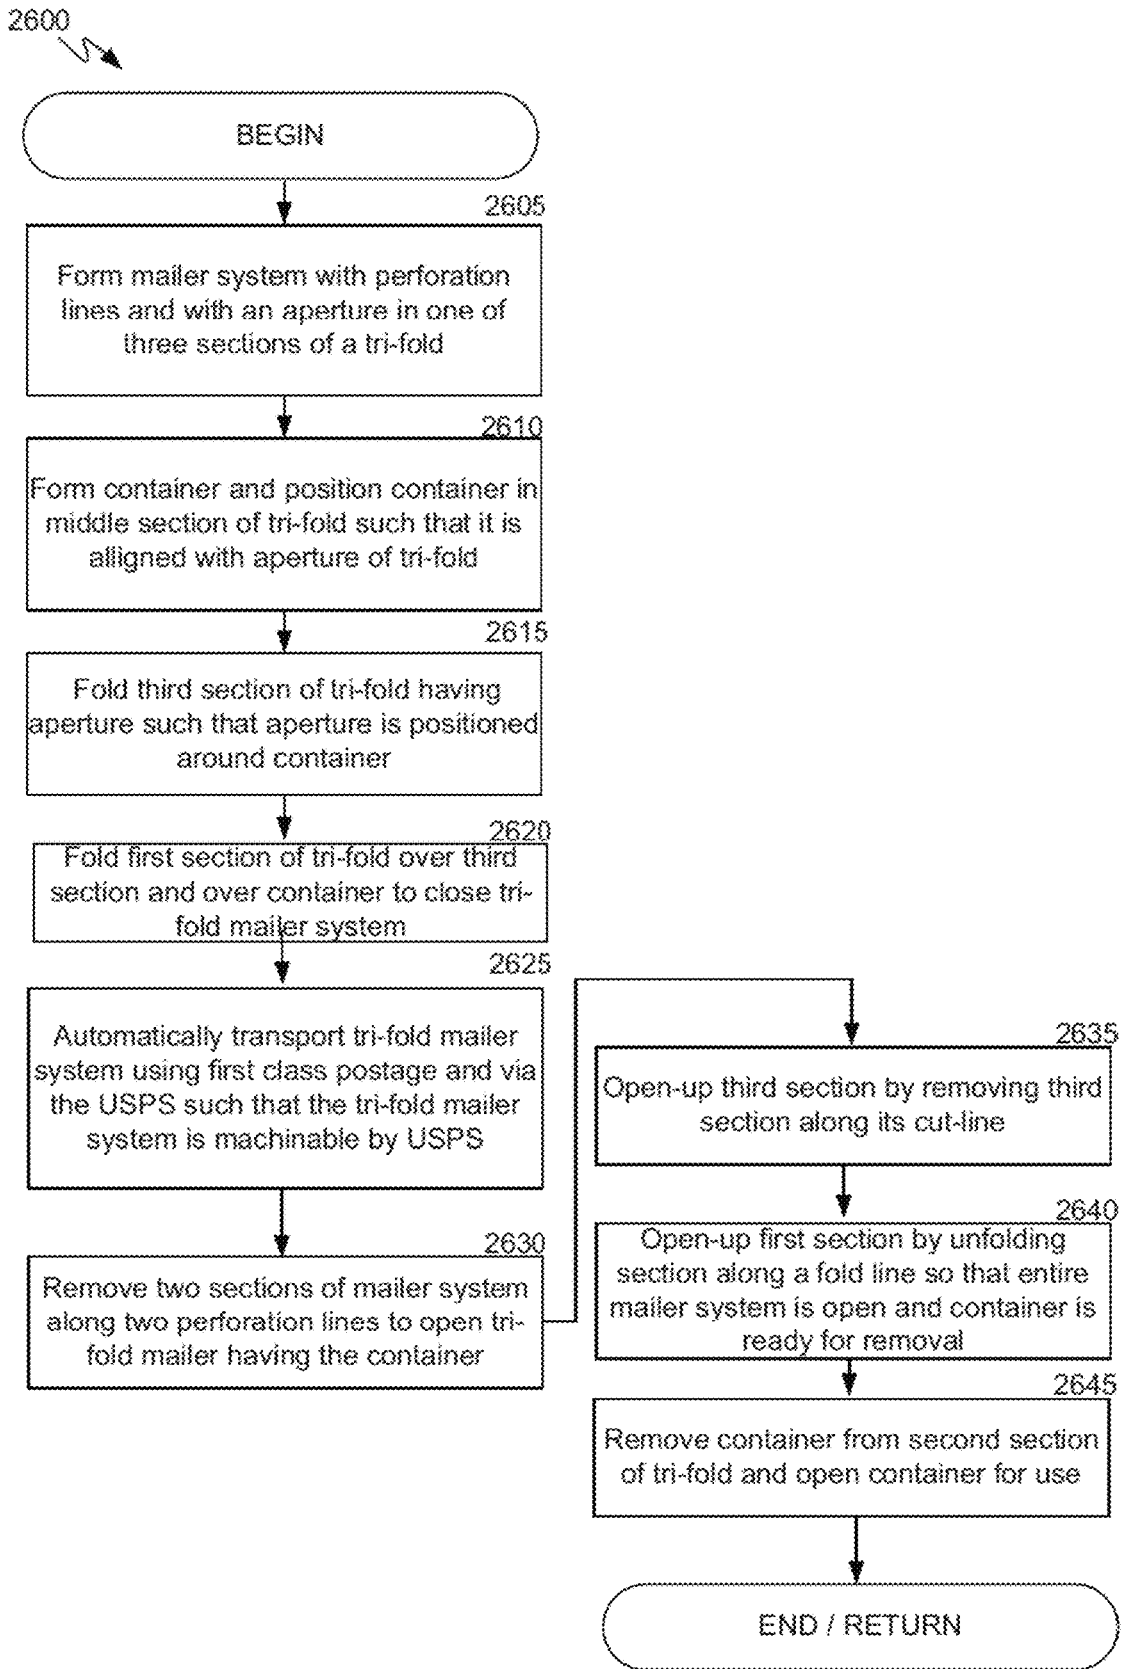 2600
BEGIN
2605
Form mailer system with perforation
lines and with an aperture in one of
three sections of a tri-fold
2610
Form container and position container in
middle section of tri-fold such that it is
alligned with aperture of tri-fold
2615
Fold third section of tri-fold having
aperture such that aperture is positioned
around container
2620
Fold first section of tri-fold over third
section and over container to close tri-
fold mailer system
2625
Automatically transport tri-fold mailer
system using first class postage and via
the USPS such that the tri-fold mailer
system is machinable by USPS
2630
Remove two sections of mailer system
along two perforation lines to open tri-
fold mailer having the container
2635
Open-up third section by removing third
section along its cut-line
2640
Open-up first section by unfolding
section along a fold line so that entire
mailer system is open and container is
ready for removal
2645
Remove container from second section
of tri-fold and open container for use
END / RETURN